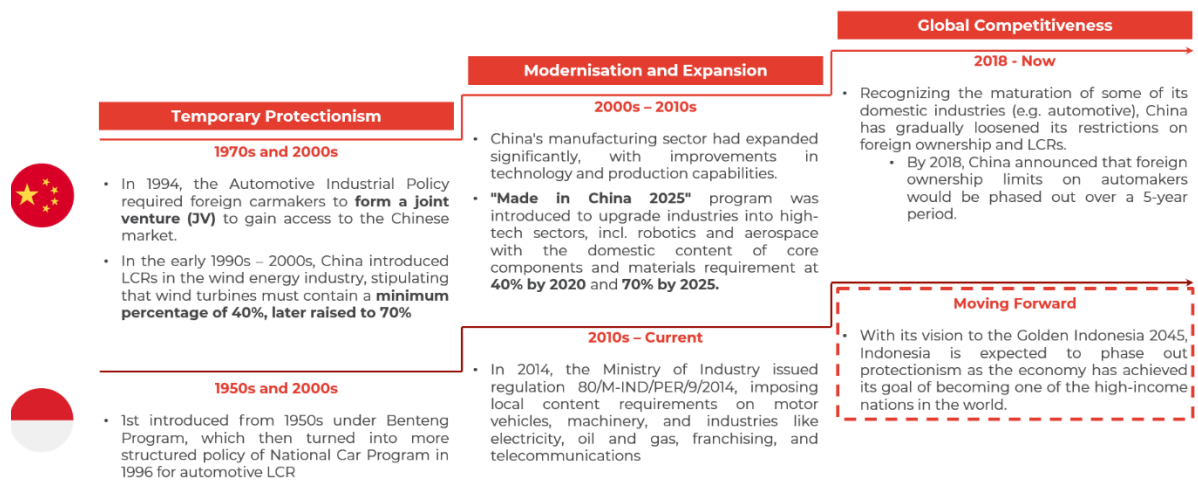 Temporary Protectionism
1970s and 2000s
• In 1994, the Automotive Industrial Policy
required foreign carmakers to form a joint
venture (JV) to gain access to the Chinese
market.
• In the early 1990s – 2000s, China introduced
LCRs in the wind energy industry, stipulating
that wind turbines must contain a minimum
percentage of 40%, later raised to 70%
Modernisation and Expansion
2000s – 2010s
• China's manufacturing sector had expanded
significantly, with improvements in
technology and production capabilities.
• "Made in China 2025" program was
introduced to upgrade industries into high-
tech sectors, incl. robotics and aerospace
with the domestic content of core
components and materials requirement at
40% by 2020 and 70% by 2025.
Global Competitiveness
2018 - Now
• Recognizing the maturation of some of its
domestic industries (e.g. automotive), China
has gradually loosened its restrictions on
foreign ownership and LCRs.
• By 2018, China announced that foreign
ownership limits on automakers
would be phased out over a 5-year
period.
1950s and 2000s
• 1st introduced from 1950s under Benteng
Program, which then turned into more
structured policy of National Car Program in
1996 for automotive LCR
2010s – Current
• In 2014, the Ministry of Industry issued
regulation 80/M-IND/PER/9/2014, imposing
local content requirements on motor
vehicles, machinery, and industries like
electricity, oil and gas, franchising, and
telecommunications
Moving Forward
• With its vision to the Golden Indonesia 2045,
Indonesia is expected to phase out
protectionism as the economy has achieved
its goal of becoming one of the high-income
nations in the world.